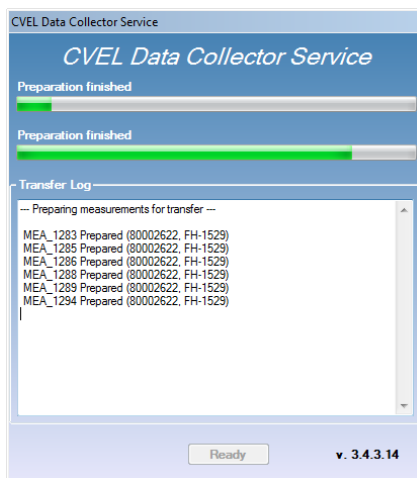 CVEL Data Collector Service
CVEL Data Collector Service
Preparation finished
Preparation finished
Transfer Log
--- Preparing measurements for transfer ---
MEA_1283 Prepared (80002622, FH-1529)
MEA_1285 Prepared (80002622, FH-1529)
MEA_1286 Prepared (80002622, FH-1529)
MEA_1288 Prepared (80002622, FH-1529)
MEA_1289 Prepared (80002622, FH-1529)
MEA_1294 Prepared (80002622, FH-1529)
Ready
v. 3.4.3.14